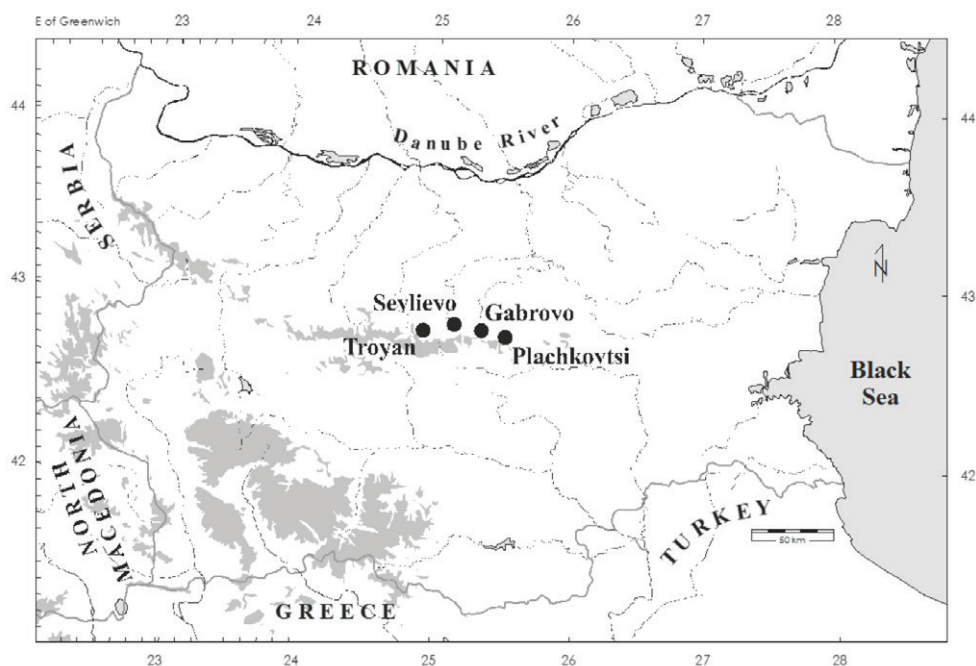 E of Greenwich
23
24
25
26
27
28
ROMANIA
44
44
Danube River
SERBIA
43
43
N
Sevlievo
Gabrovo
Troyan
Plachkovtsi
Black
Sea
42
42
NORTH
MACEDONIA
TURKEY
50 km
GREECE
23
24
25
26
27
28